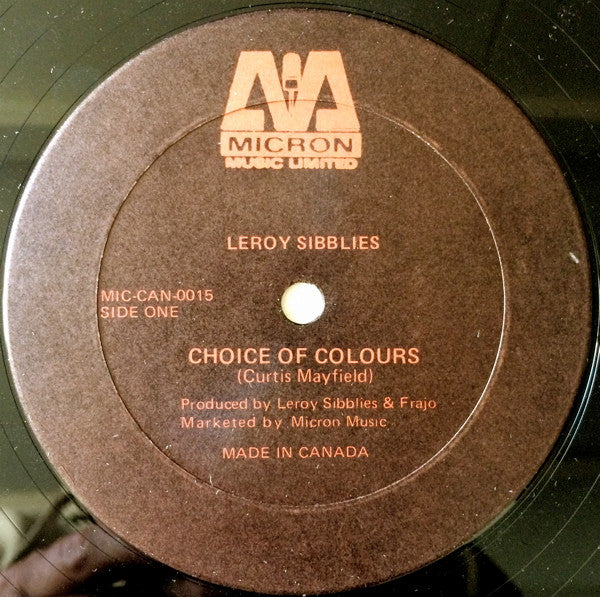 MICRON
MUSIC LIMITED
LEROY SIBBLIES
MIC-CAN-0015
SIDE ONE
CHOICE OF COLOURS
(Curtis Mayfield)
Produced by Leroy Sibblies & Frajo
Marketed by Micron Music
MADE IN CANADA